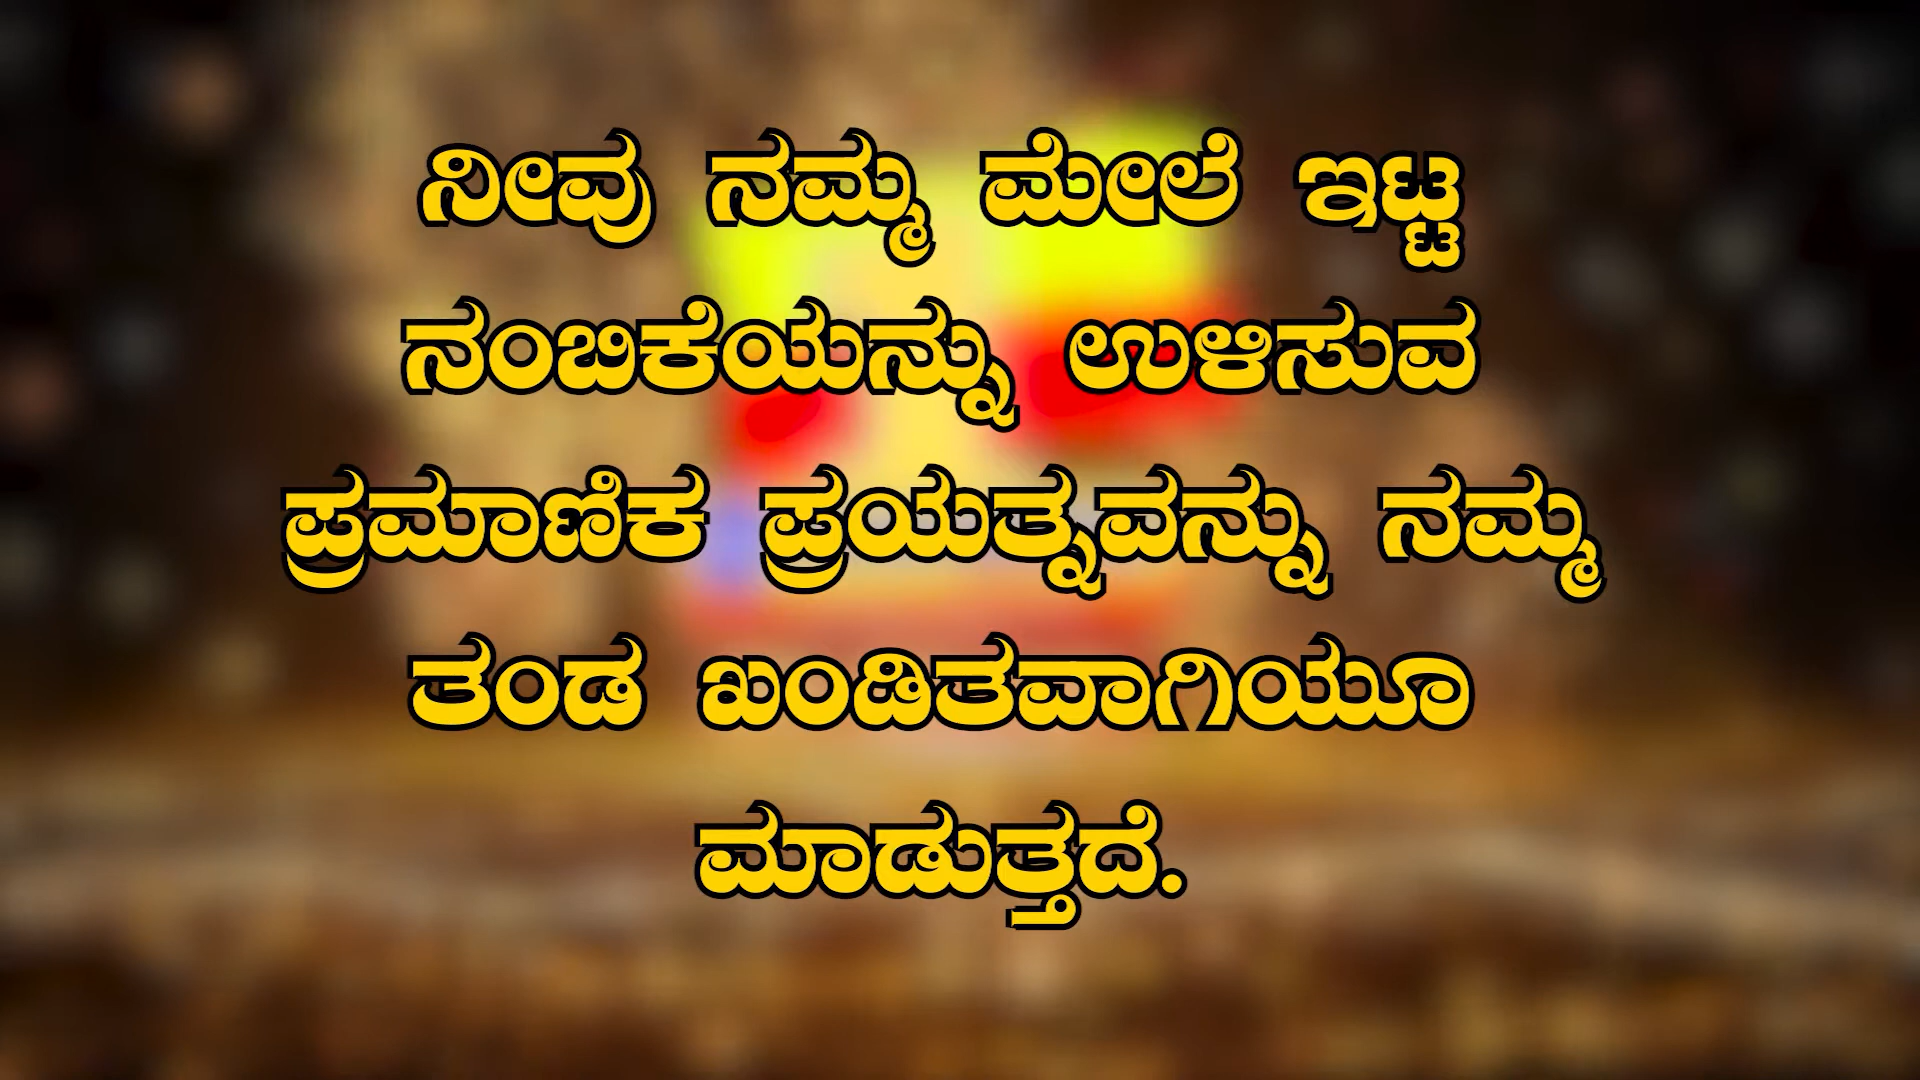 ನೀವು ನಮ್ಮ ಮೇಲೆ ಇಟ್ಟ
ನಂಬಿಕೆಯನ್ನು ಉಳಿಸುವ
ಪ್ರಮಾಣಿಕ ಪ್ರಯತ್ನವನ್ನು ನಮ್ಮ
ತಂಡ ಖಂಡಿತವಾಗಿಯೂ
ಮಾಡುತ್ತದೆ.